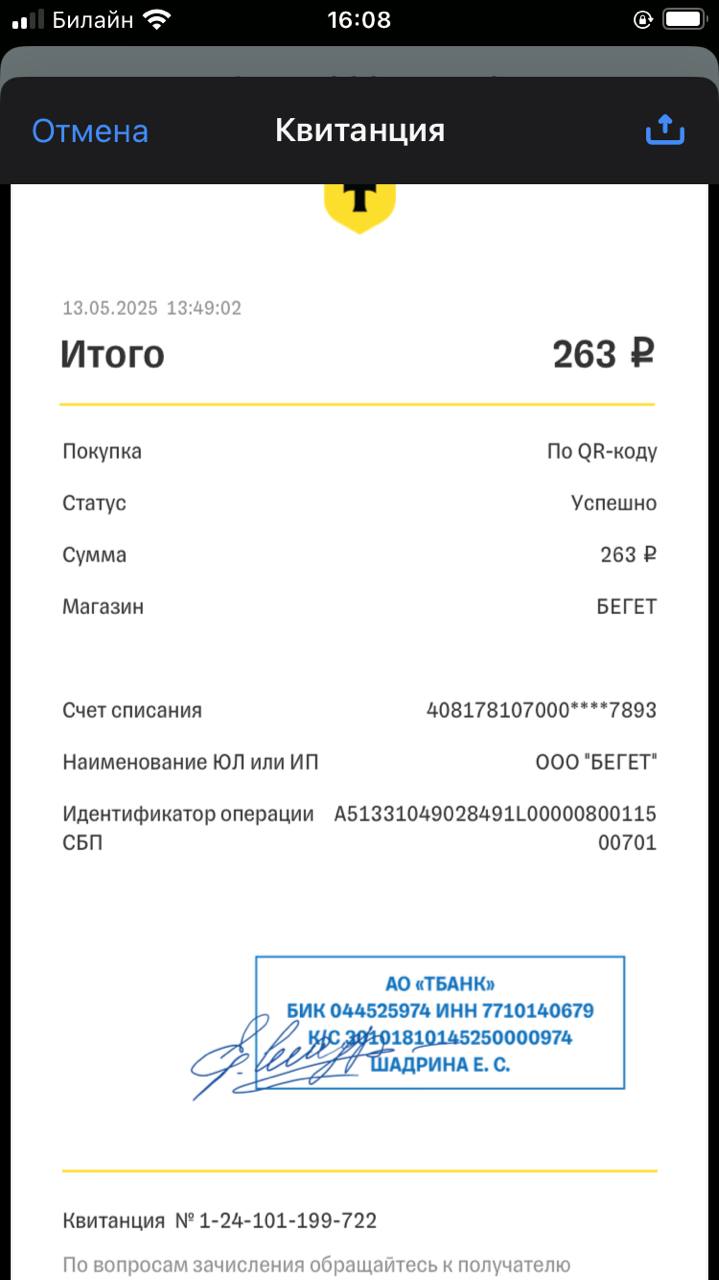 Билайн 16:08
Отмена Квитанция
13.05.2025 13:49:02
Итого 263 ₽
Покупка По QR-коду
Статус Успешно
Сумма 263 ₽
Магазин БЕГЕТ
Счет списания 408178107000****7893
Наименование ЮЛ или ИП ООО "БЕГЕТ"
Идентификатор операции A51331049028491L00000800115
СБП 00701
АО «ТБАНК»
БИК 044525974 ИНН 7710140679
К/С 30101810145250000974
ШАДРИНА Е. С.
Квитанция № 1-24-101-199-722
По вопросам зачисления обращайтесь к получателю